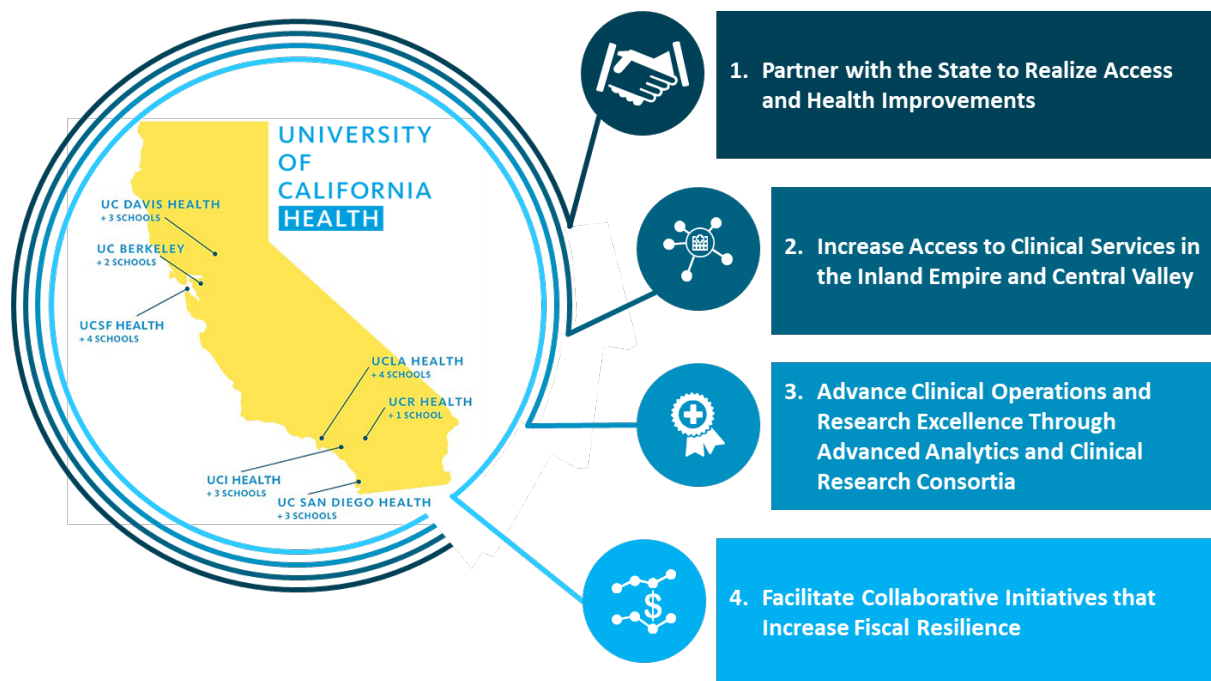 UNIVERSITY
OF
CALIFORNIA
HEALTH
UC DAVIS HEALTH
+ 3 SCHOOLS
UC BERKELEY
+ 2 SCHOOLS
UCSF HEALTH
+ 4 SCHOOLS
UCLA HEALTH
+ 4 SCHOOLS
UCR HEALTH
+ 1 SCHOOL
UCI HEALTH
+ 3 SCHOOLS
UC SAN DIEGO HEALTH
+ 3 SCHOOLS
1. Partner with the State to Realize Access
and Health Improvements
2. Increase Access to Clinical Services in
the Inland Empire and Central Valley
3. Advance Clinical Operations and
Research Excellence Through
Advanced Analytics and Clinical
Research Consortia
$
4. Facilitate Collaborative Initiatives that
Increase Fiscal Resilience